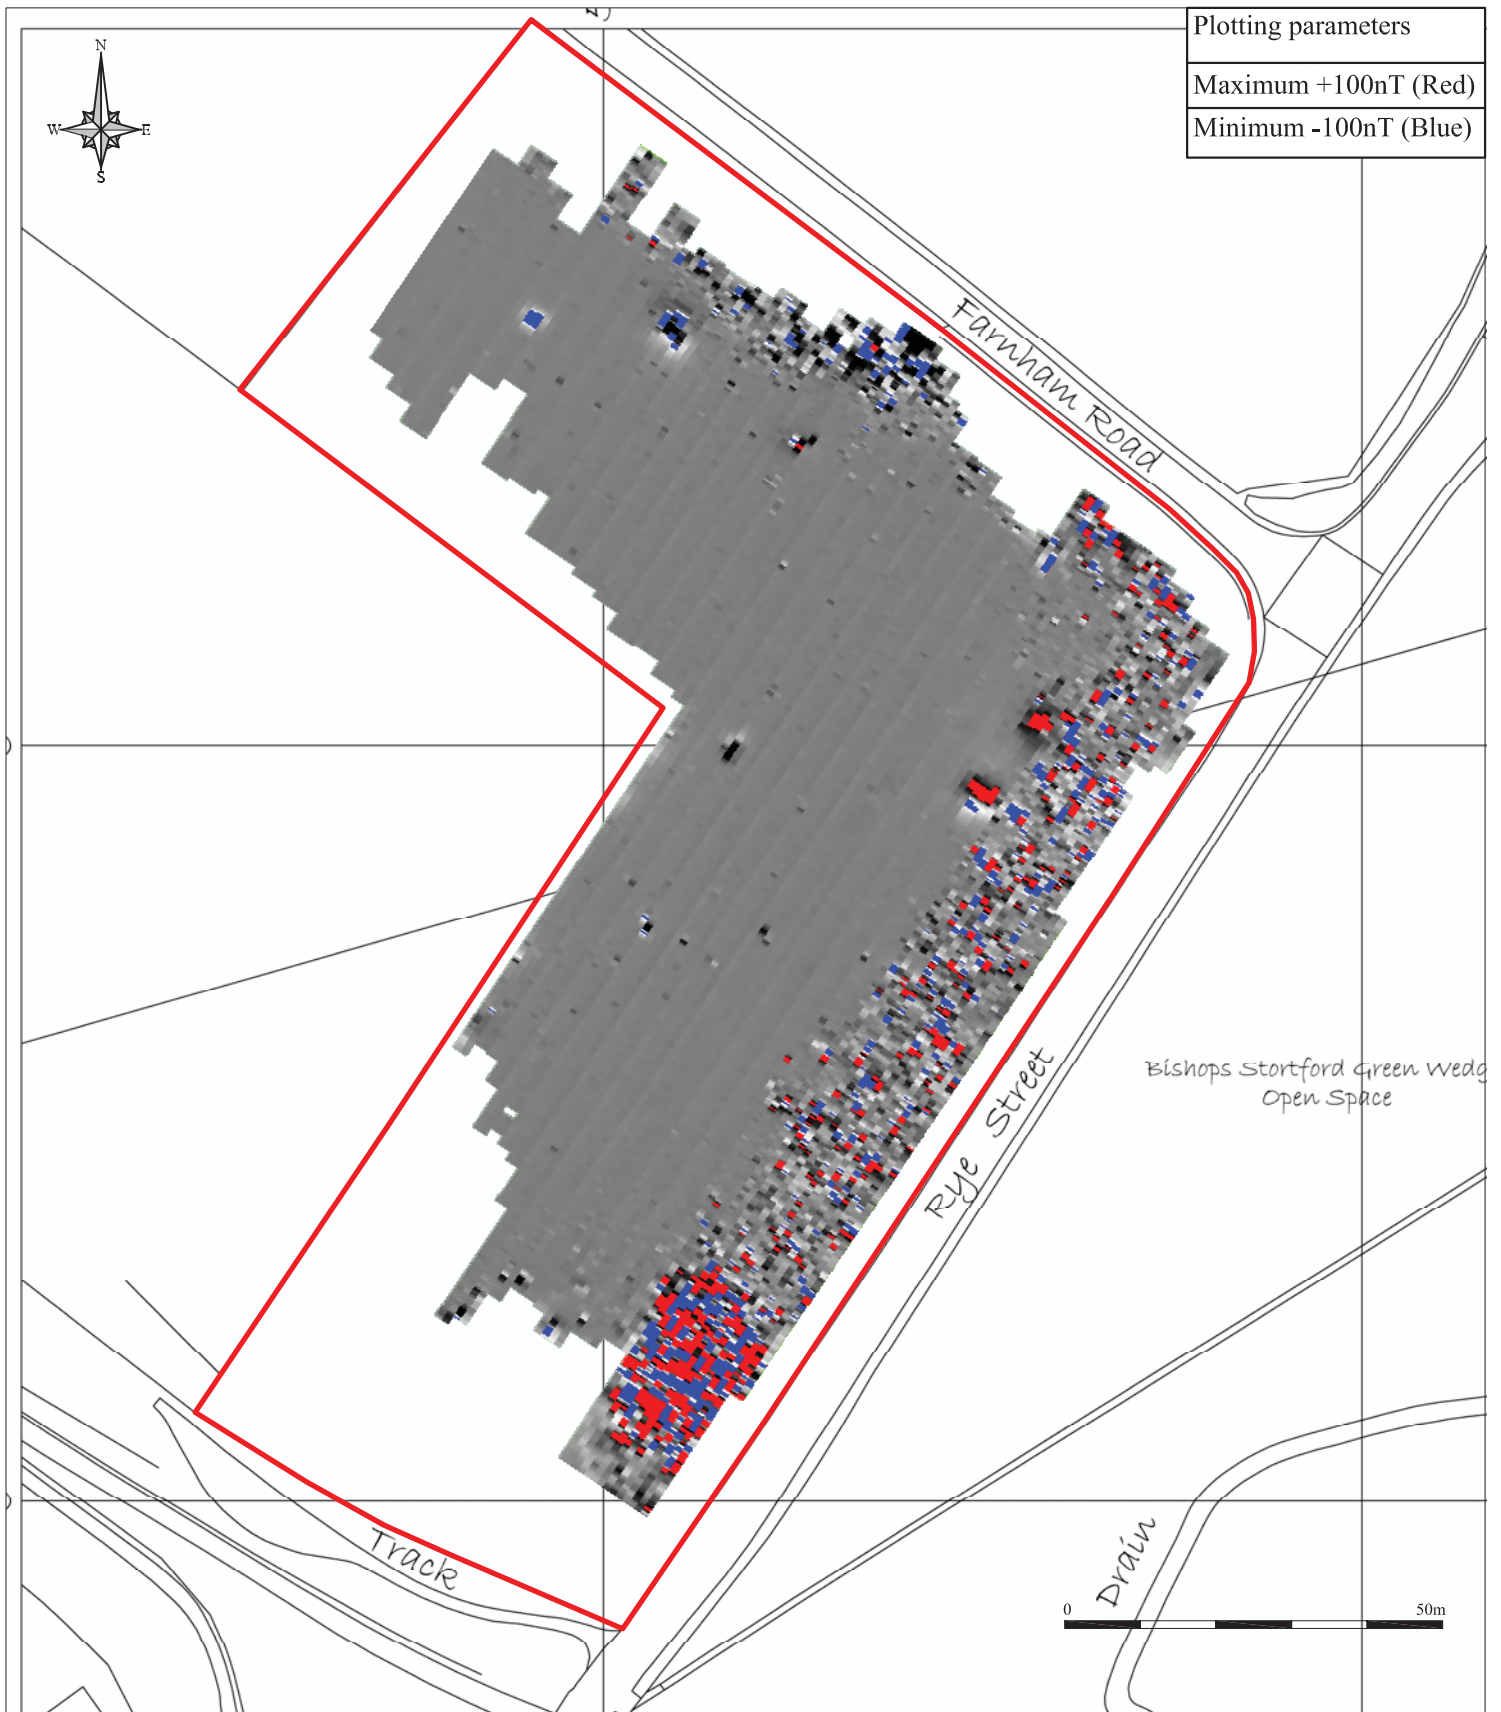 Plotting parameters
Maximum +100nT (Red)
Minimum -100nT (Blue)
N
W E
S
Farnham Road
Bishops Stortford Green Wedg
Open Space
Rye Street
Track
Drain
0 50m